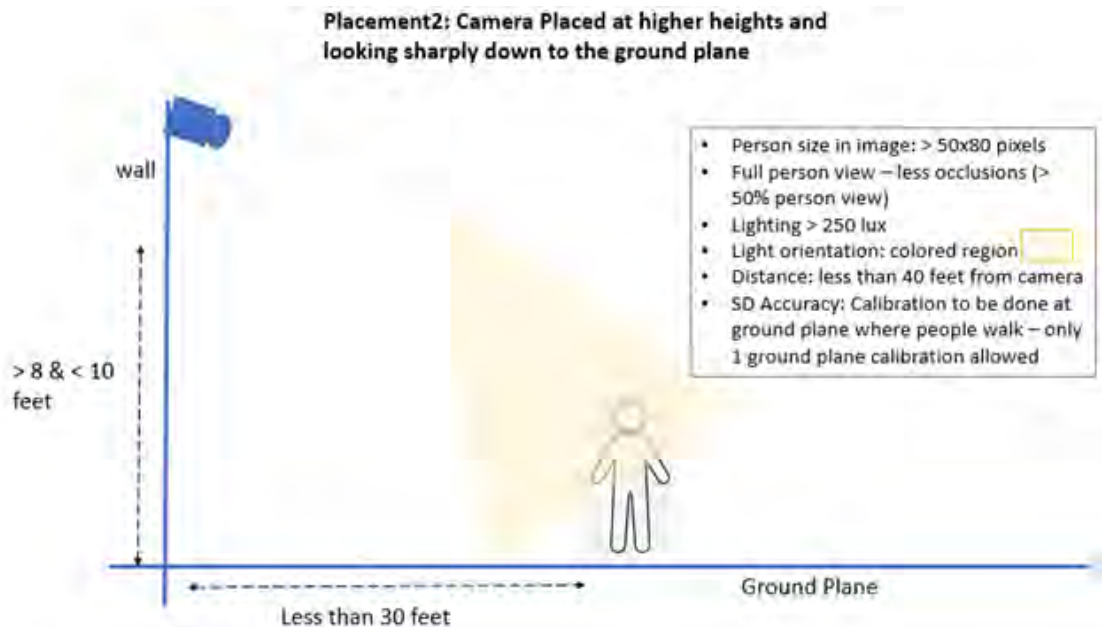 Placement2: Camera Placed at higher heights and
looking sharply down to the ground plane
wall
• Person size in image: > 50x80 pixels
• Full person view – less occlusions (>
50% person view)
• Lighting > 250 lux
• Light orientation: colored region
• Distance: less than 40 feet from camera
• SD Accuracy: Calibration to be done at
ground plane where people walk – only
1 ground plane calibration allowed
> 8 & < 10
feet
Ground Plane
Less than 30 feet